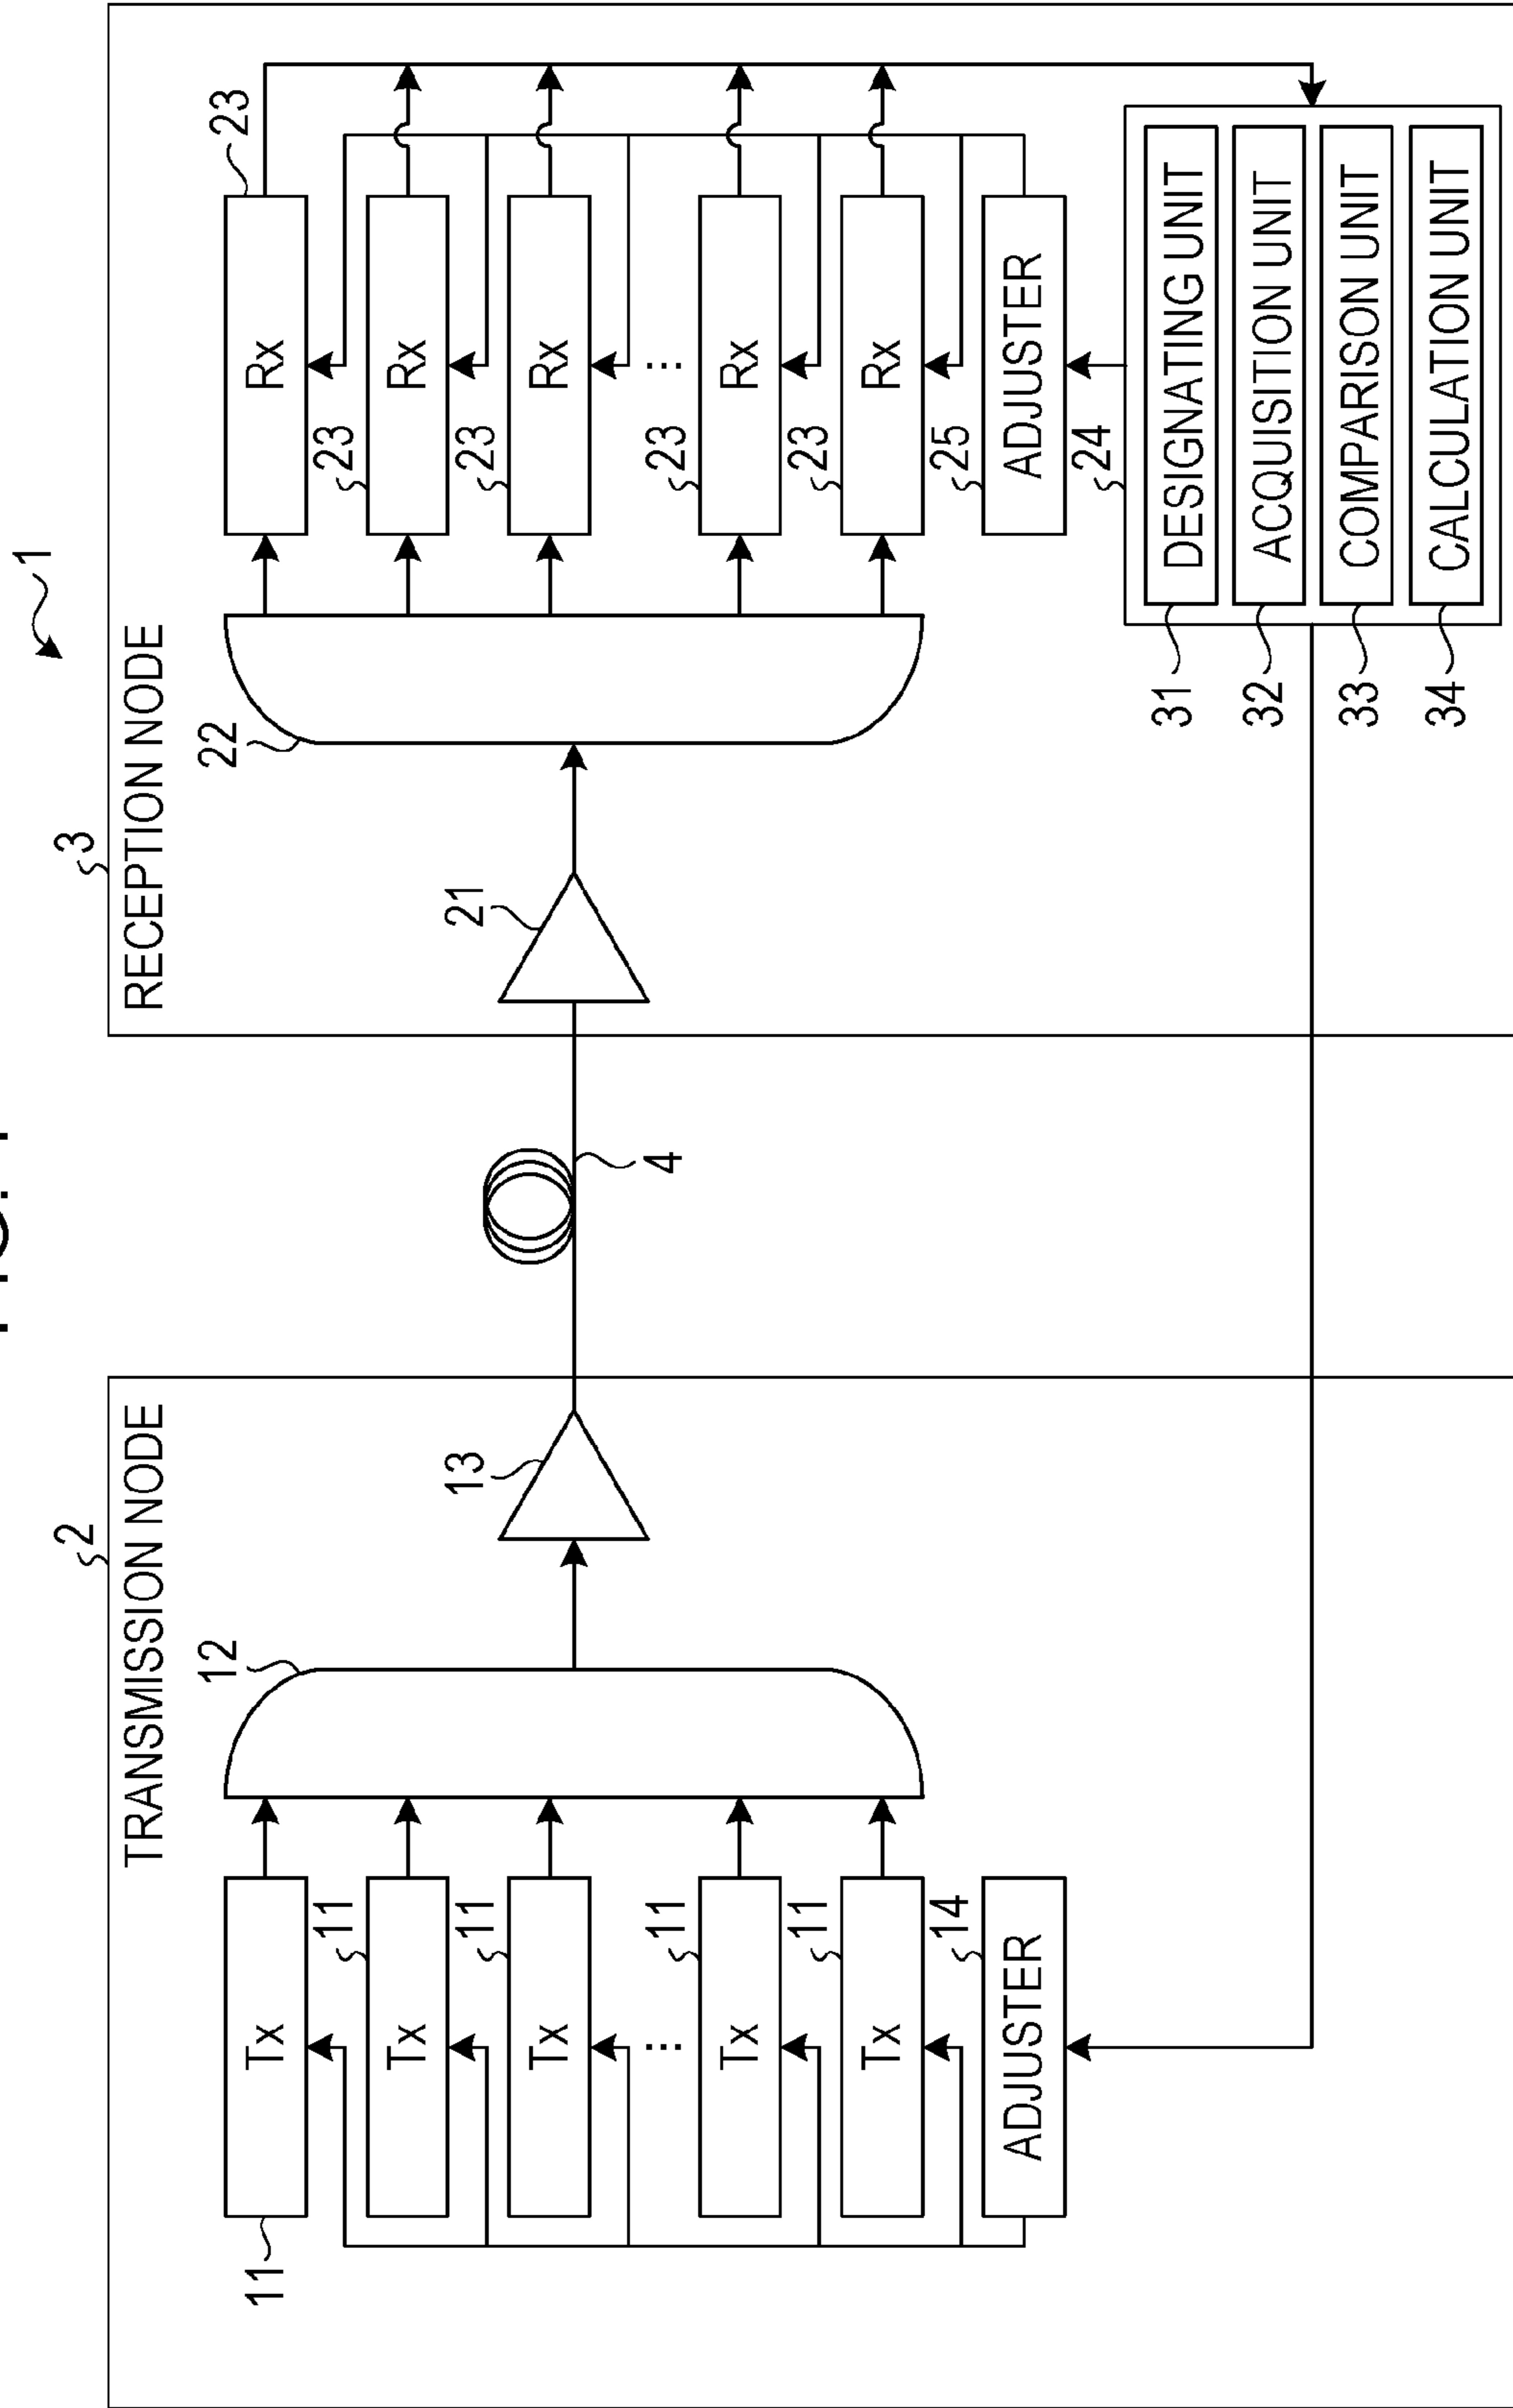 1
2
TRANSMISSION NODE
11
Tx
11
Tx
11
Tx
...
11
Tx
11
Tx
14
ADJUSTER
12
13
4
3
RECEPTION NODE
21
22
23
Rx
23
Rx
23
Rx
...
23
Rx
23
Rx
25
ADJUSTER
24
31
DESIGNATING UNIT
32
ACQUISITION UNIT
33
COMPARISON UNIT
34
CALCULATION UNIT